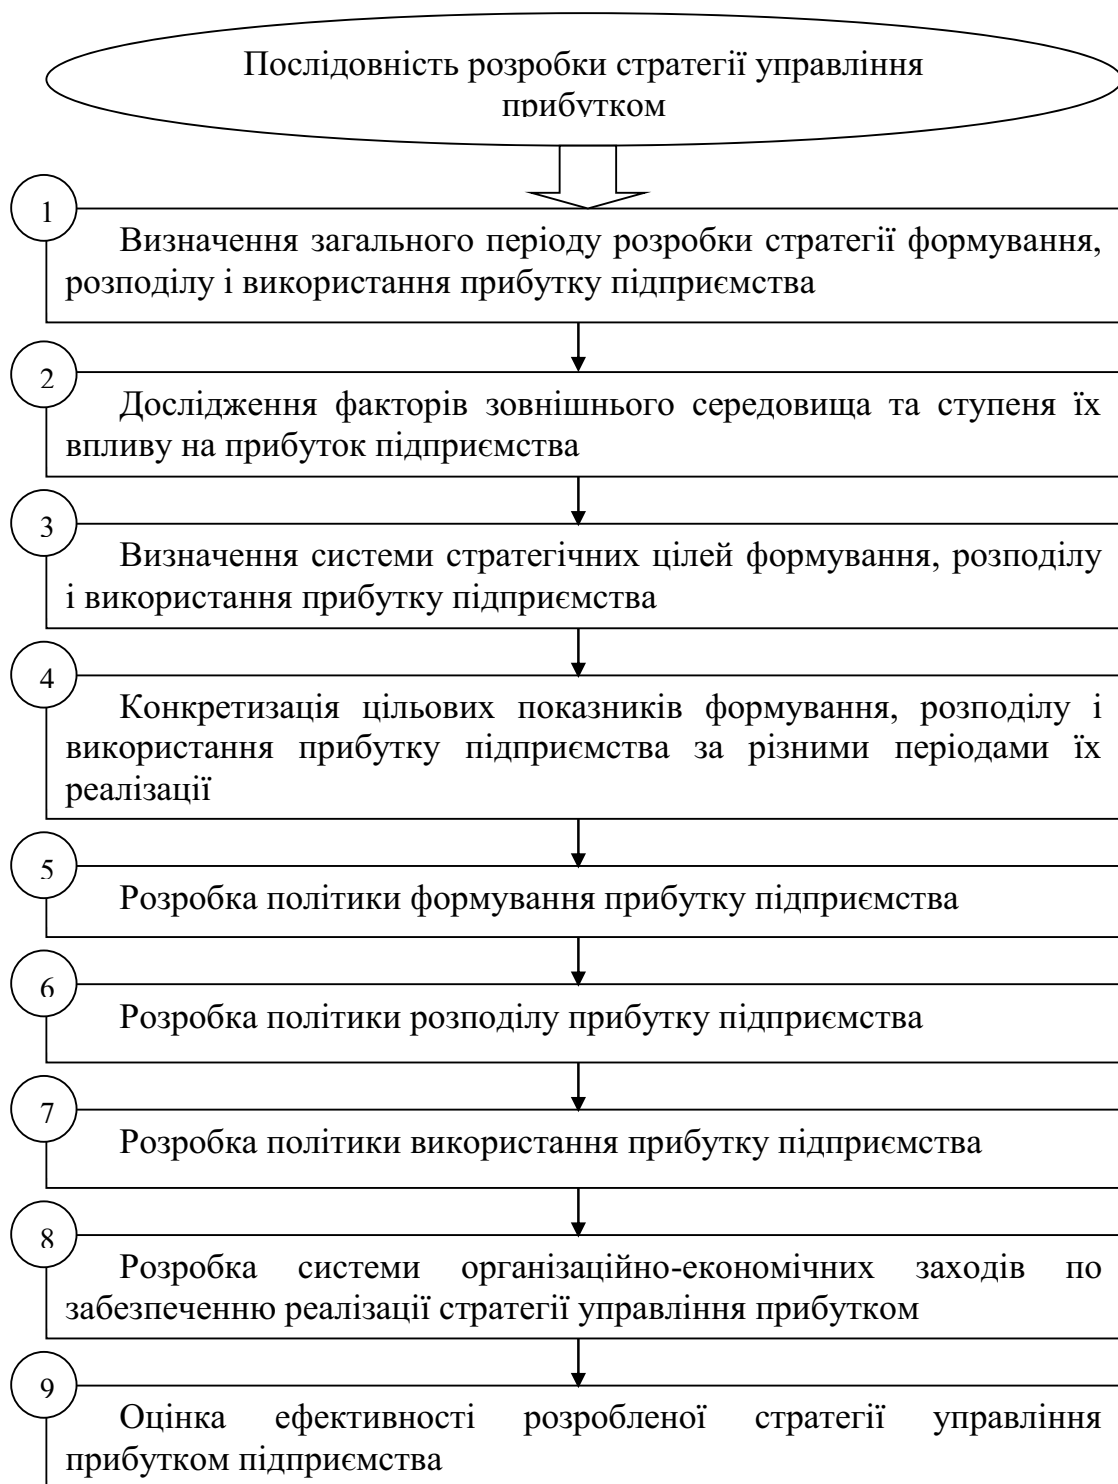 Послідовність розробки стратегії управління
прибутком
1
Визначення загального періоду розробки стратегії формування,
розподілу і використання прибутку підприємства
2
Дослідження факторів зовнішнього середовища та ступеня їх
впливу на прибуток підприємства
3
Визначення системи стратегічних цілей формування, розподілу
і використання прибутку підприємства
4
Конкретизація цільових показників формування, розподілу і
використання прибутку підприємства за різними періодами їх
реалізації
5
Розробка політики формування прибутку підприємства
6
Розробка політики розподілу прибутку підприємства
7
Розробка політики використання прибутку підприємства
8
Розробка системи організаційно-економічних заходів по
забезпеченню реалізації стратегії управління прибутком
9
Оцінка ефективності розробленої стратегії управління
прибутком підприємства